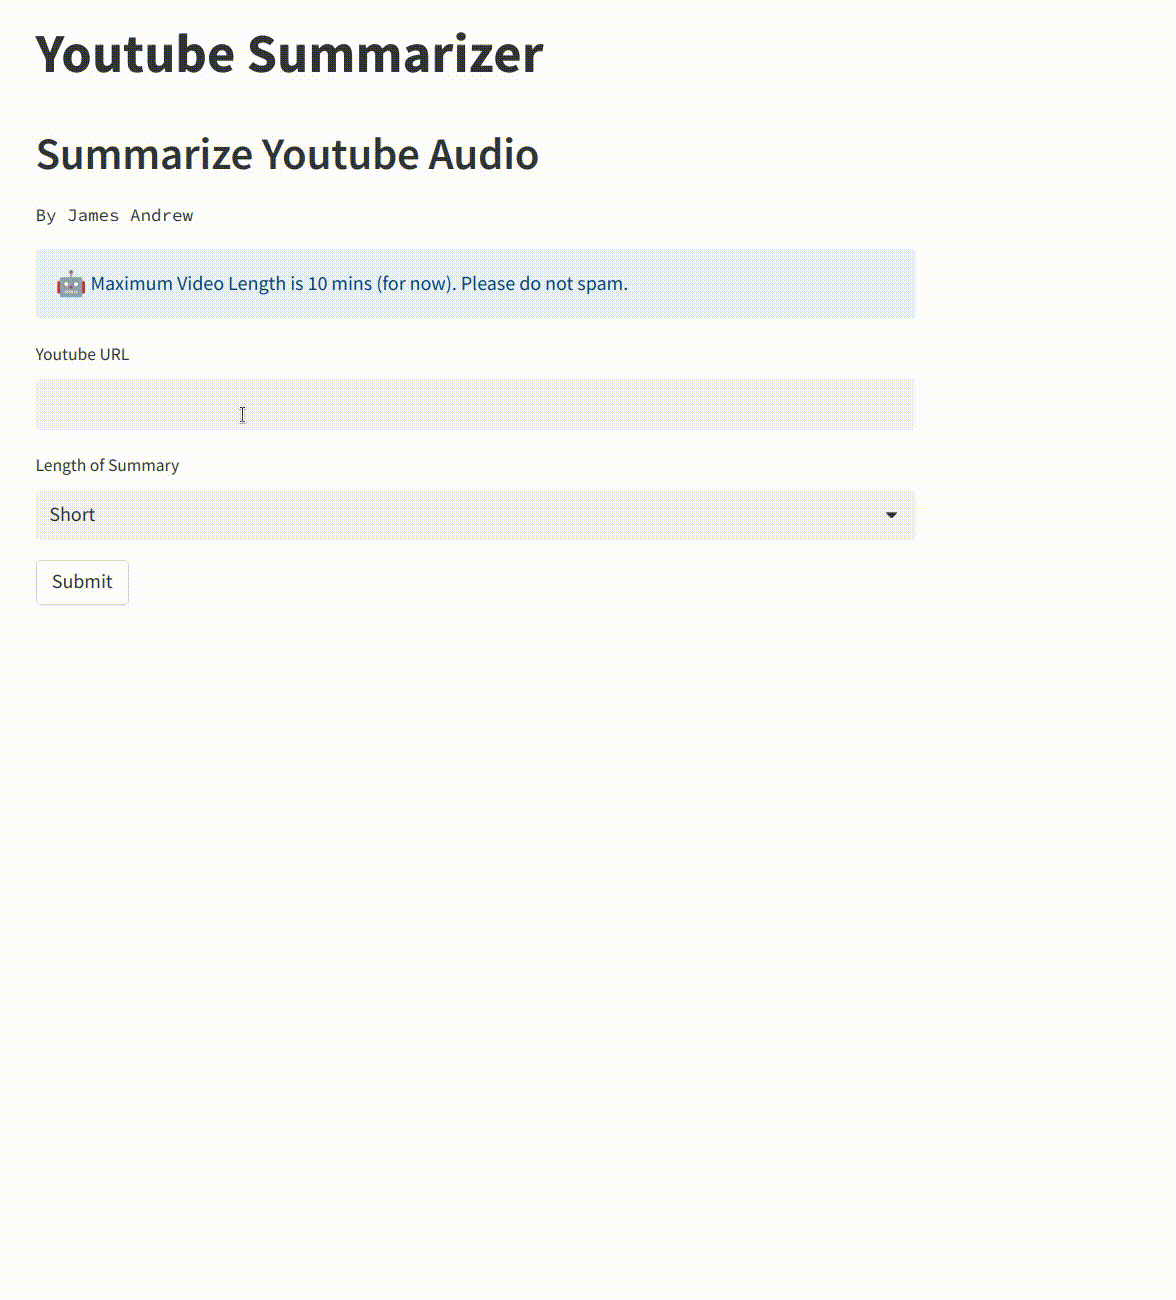 Youtube Summarizer
Summarize Youtube Audio
By James Andrew
🤖 Maximum Video Length is 10 mins (for now). Please do not spam.
Youtube URL
Length of Summary
Short
Submit